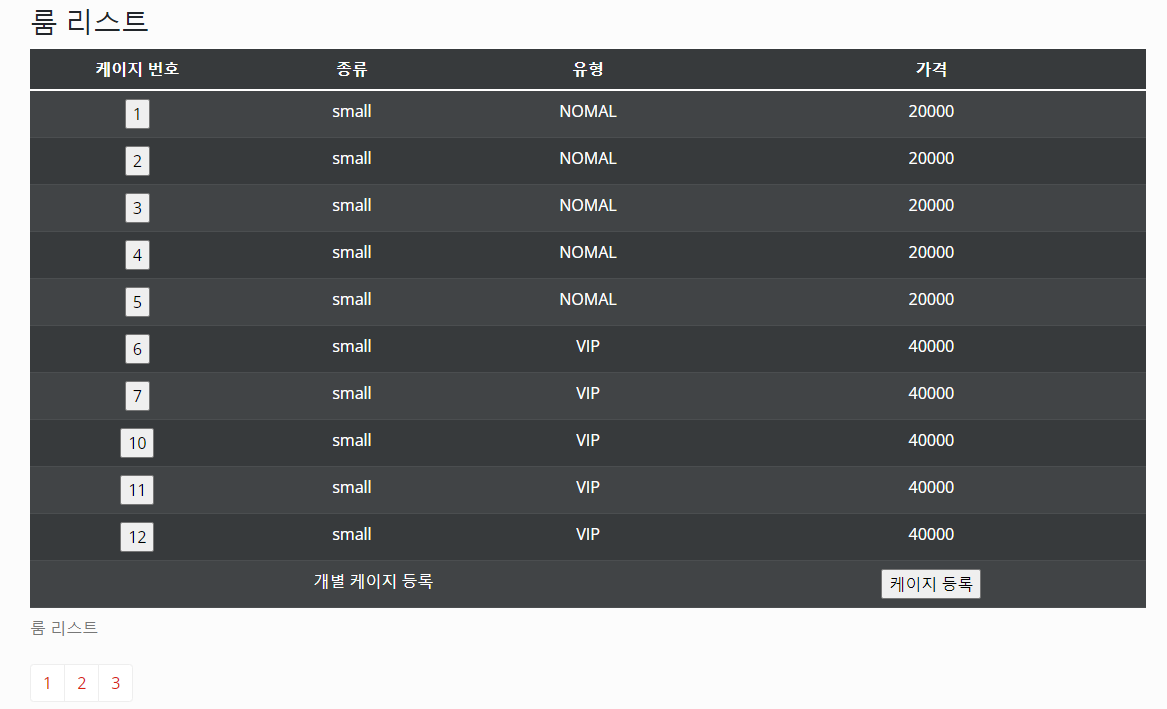 룸 리스트
케이지 번호 종류 유형 가격
1 small NOMAL 20000
2 small NOMAL 20000
3 small NOMAL 20000
4 small NOMAL 20000
5 small NOMAL 20000
6 small VIP 40000
7 small VIP 40000
10 small VIP 40000
11 small VIP 40000
12 small VIP 40000
개별 케이지 등록 케이지 등록
룸 리스트
1 2 3